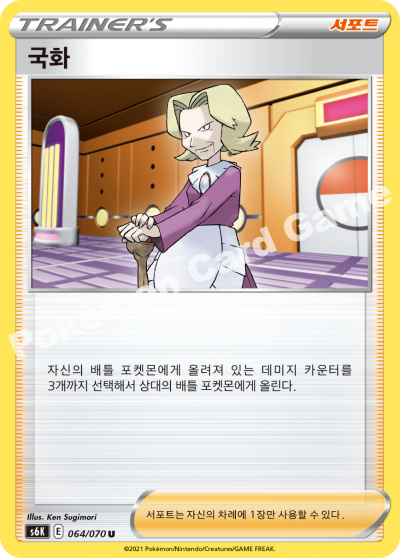 TRAINER'S
서포트
국화
Pokémon Card Game
자신의 배틀 포켓몬에게 올려져 있는 데미지 카운터를
3개까지 선택해서 상대의 배틀 포켓몬에게 올린다.
Illus. Ken Sugimori
s6K E 064/070 U
서포트는 자신의 차례에 1장만 사용할 수 있다.
©2021 Pokémon/Nintendo/Creatures/GAME FREAK.